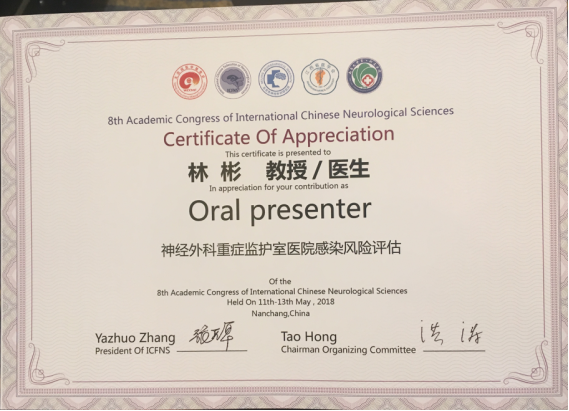 8th Academic Congress of International Chinese Neurological Sciences
Certificate Of Appreciation
This certificate is presented to
林 彬 教授/医生
In appreciation for your contribution as
Oral presenter
神经外科重症监护室医院感染风险评估
Of the
8th Academic Congress of International Chinese Neurological Sciences
Held On 11th-13th May , 2018
Nanchang,China
Yazhuo Zhang
President Of ICFNS
Tao Hong
Chairman Organizing Committee